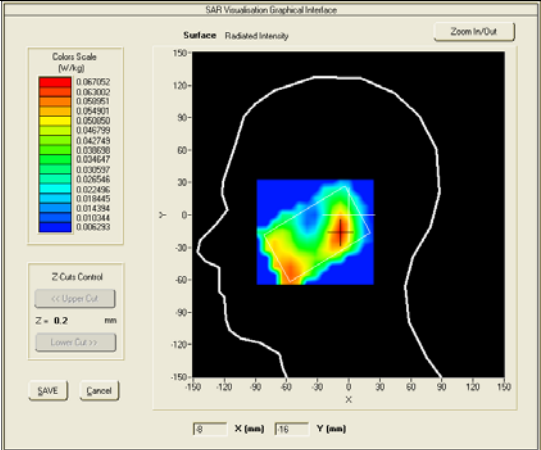 SAR Visualisation Graphical Interface
Surface Radiated Intensity
Zoom In/Out
Colors Scale
(W/kg)
0.067052
0.063002
0.058951
0.054901
0.050850
0.046799
0.042749
0.038698
0.034647
0.030597
0.026546
0.022496
0.018445
0.014394
0.010344
0.006293
Z-Cuts Control
<< Upper Cut
Z = 0.2 mm
Lower Cut >>
SAVE Cancel
150-
120-
90-
60-
30-
0-
-30-
-60-
-90-
-120-
-150-
Y
-150 -120 -90 -60 -30 0 30 60 90 120 150
X
-8 X (mm) -16 Y (mm)